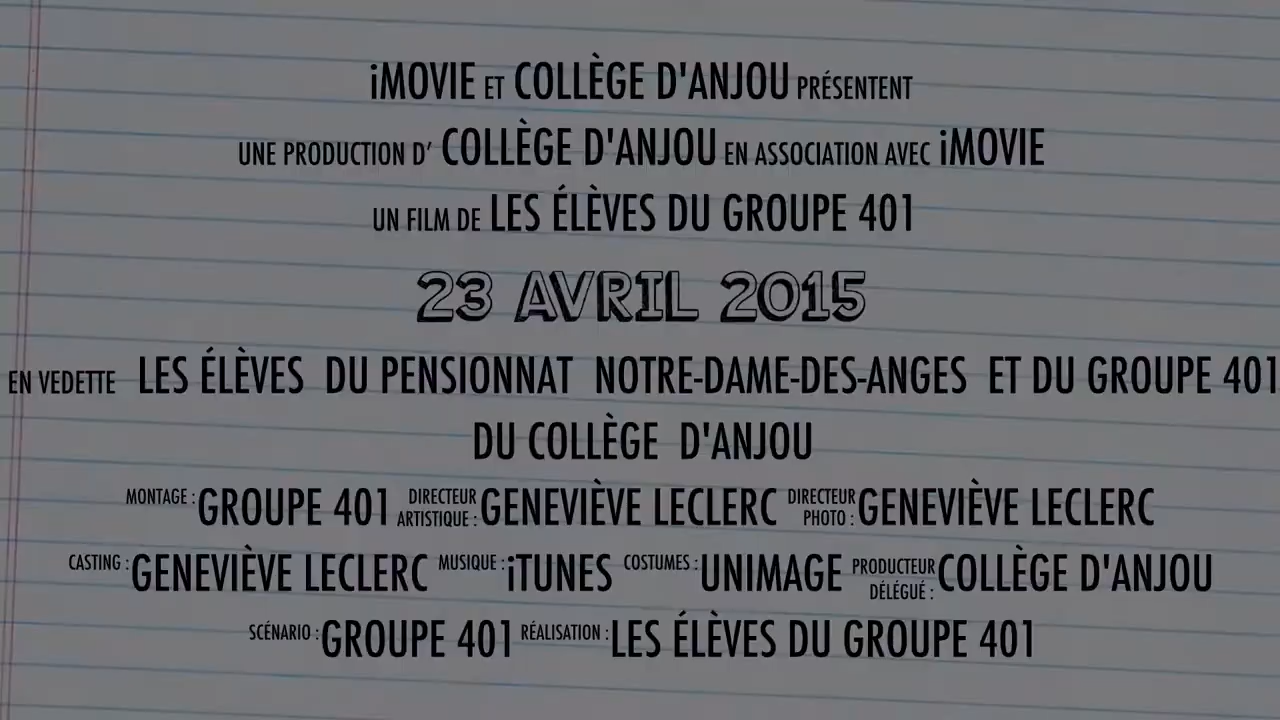 iMOVIE ET COLLÈGE D'ANJOU PRÉSENTENT
UNE PRODUCTION D’ COLLÈGE D'ANJOU EN ASSOCIATION AVEC iMOVIE
UN FILM DE LES ÉLÈVES DU GROUPE 401
23 AVRIL 2015
EN VEDETTE LES ÉLÈVES DU PENSIONNAT NOTRE-DAME-DES-ANGES ET DU GROUPE 401
DU COLLÈGE D'ANJOU
MONTAGE : GROUPE 401 DIRECTEUR ARTISTIQUE : GENEVIÈVE LECLERC DIRECTEUR PHOTO : GENEVIÈVE LECLERC
CASTING : GENEVIÈVE LECLERC MUSIQUE : iTUNES COSTUMES : UNIMAGE PRODUCTEUR DÉLÉGUÉ : COLLÈGE D'ANJOU
SCÉNARIO : GROUPE 401 RÉALISATION : LES ÉLÈVES DU GROUPE 401